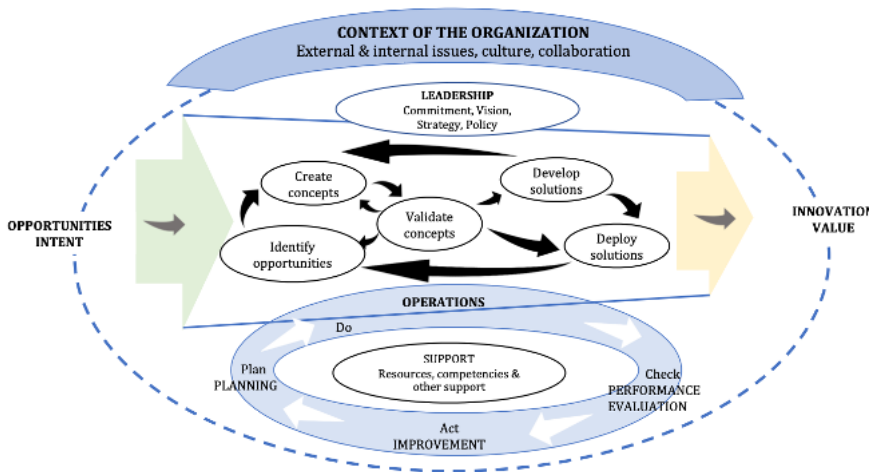 CONTEXT OF THE ORGANIZATION
External & internal issues, culture, collaboration
LEADERSHIP
Commitment, Vision,
Strategy, Policy
OPPORTUNITIES
INTENT
Create
concepts
Validate
concepts
Identify
opportunities
Develop
solutions
Deploy
solutions
INNOVATION
VALUE
OPERATIONS
Do
Plan
PLANNING
SUPPORT
Resources, competencies &
other support
Check
PERFORMANCE
EVALUATION
Act
IMPROVEMENT